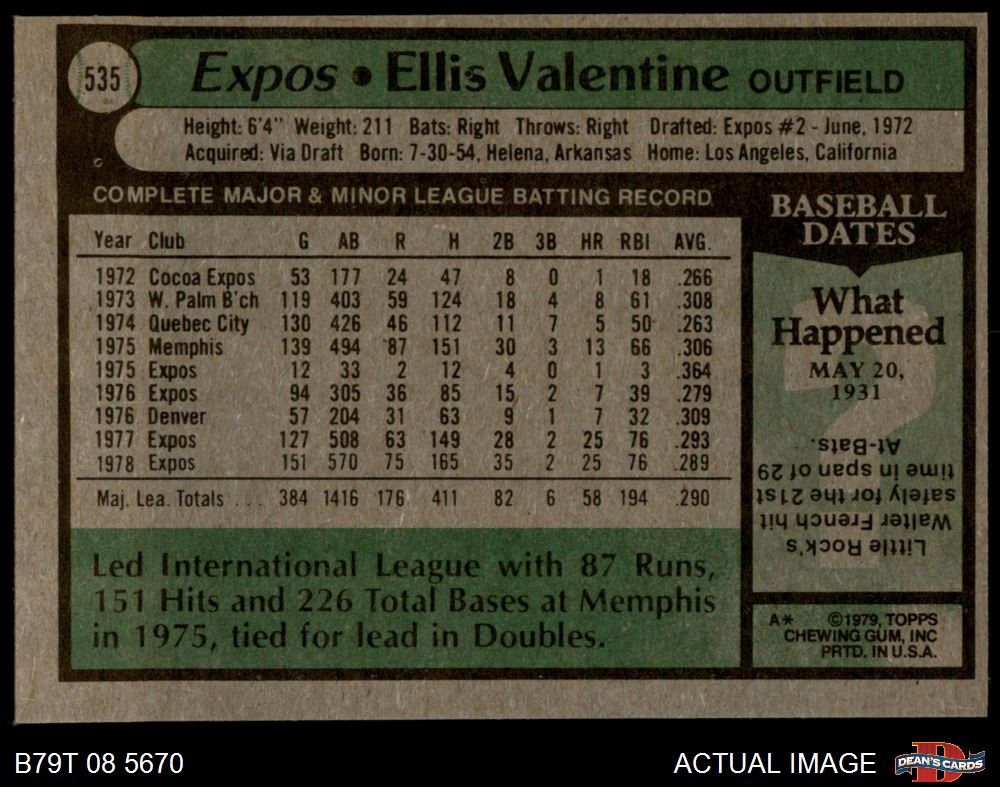 535
Expos • Ellis Valentine OUTFIELD
Height: 6'4" Weight: 211 Bats: Right Throws: Right Drafted: Expos #2 - June, 1972
Acquired: Via Draft Born: 7-30-54, Helena, Arkansas Home: Los Angeles, California
COMPLETE MAJOR & MINOR LEAGUE BATTING RECORD
Year Club G AB R H 2B 3B HR RBI AVG.
1972 Cocoa Expos 53 177 24 47 8 0 1 18 .266
1973 W. Palm B'ch 119 403 59 124 18 4 8 61 .308
1974 Quebec City 130 426 46 112 11 7 5 50 .263
1975 Memphis 139 494 87 151 30 3 13 66 .306
1975 Expos 12 33 2 12 4 0 1 3 .364
1976 Expos 94 305 36 85 15 2 7 39 .279
1976 Denver 57 204 31 63 9 1 7 32 .309
1977 Expos 127 508 63 149 28 2 25 76 .293
1978 Expos 151 570 75 165 35 2 25 76 .289
Maj. Lea. Totals ... 384 1416 176 411 82 6 58 194 .290
Led International League with 87 Runs,
151 Hits and 226 Total Bases at Memphis
in 1975, tied for lead in Doubles.
BASEBALL
DATES
What
Happened
MAY 20,
1931
Little Rock's
Walter French hit
safely for the 21st
time in span of 29
At-Bats.
A* ©1979, TOPPS
CHEWING GUM, INC
PRTD. IN U.S.A.
B79T 08 5670
ACTUAL IMAGE
DEAN'S CARDS